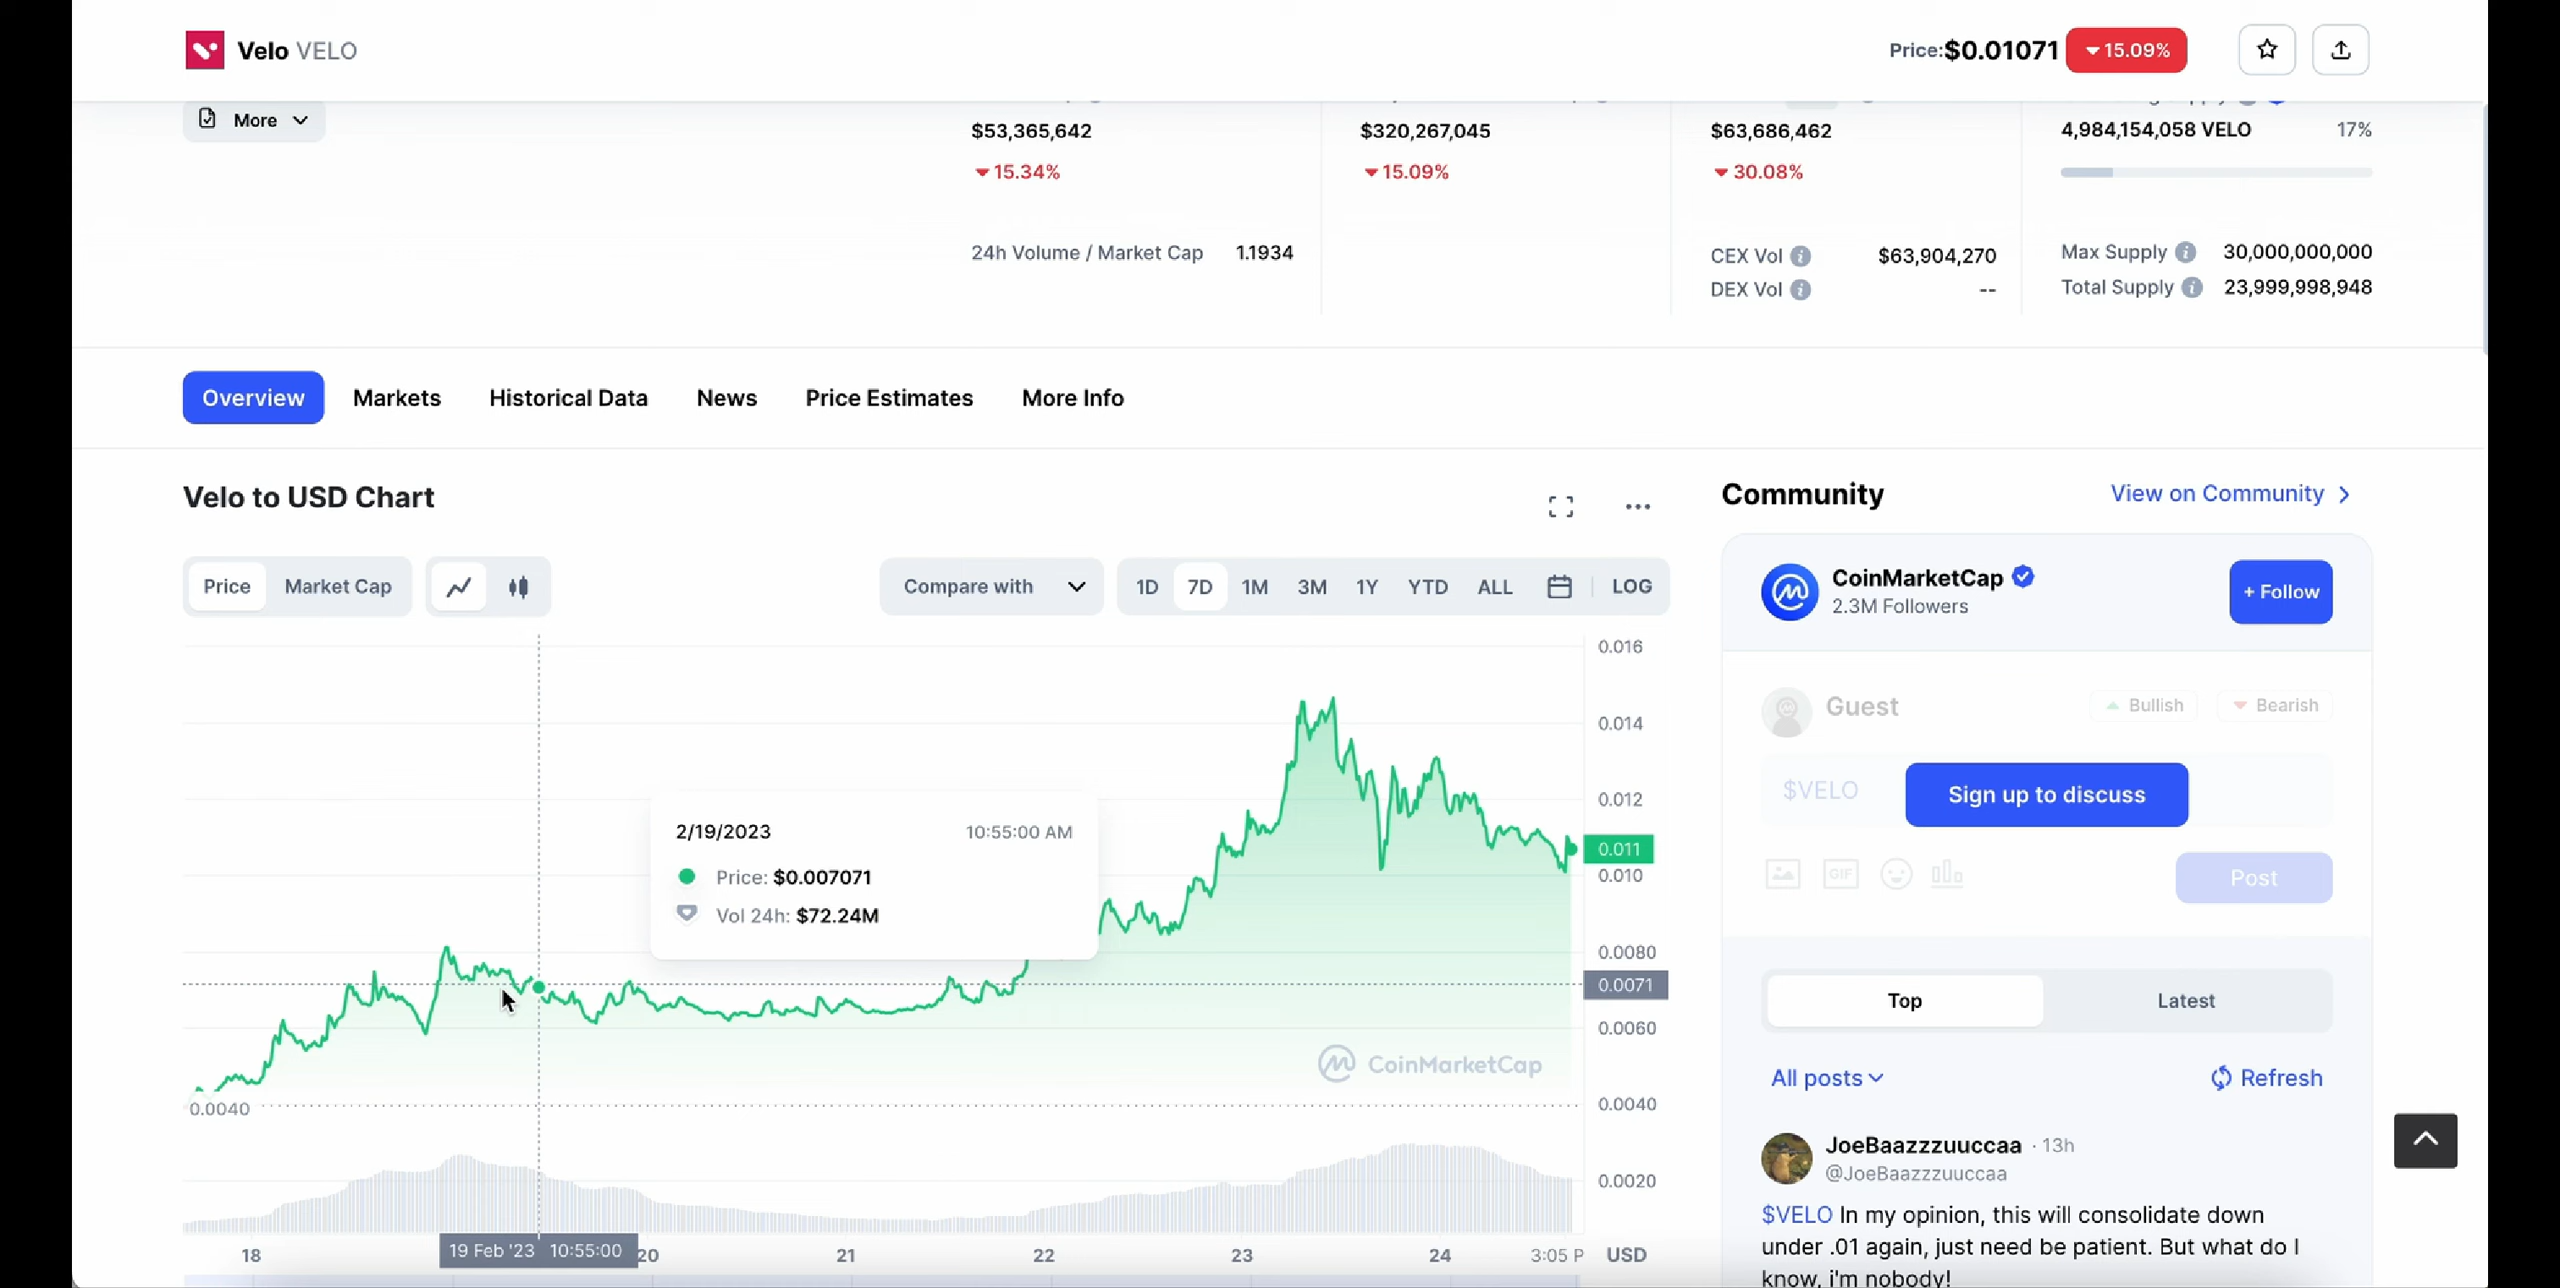 Velo VELO
Price:$0.01071 15.09%
More
$53,365,642
15.34%
24h Volume / Market Cap 1.1934
$320,267,045
15.09%
$63,686,462
30.08%
CEX Vol $63,904,270
DEX Vol --
4,984,154,058 VELO 17%
Max Supply 30,000,000,000
Total Supply 23,999,998,948
Overview Markets Historical Data News Price Estimates More Info
Velo to USD Chart
Price Market Cap
Compare with
1D 7D 1M 3M 1Y YTD ALL LOG
0.016
0.014
0.012
0.011
0.010
0.0080
0.0071
0.0060
0.0040
0.0020
2/19/2023 10:55:00 AM
Price: $0.007071
Vol 24h: $72.24M
CoinMarketCap
0.0040
18 19 Feb '23 10:55:00 20 21 22 23 24 3:05 P USD
Community View on Community
CoinMarketCap
2.3M Followers
+ Follow
Guest Bullish Bearish
$VELO
Sign up to discuss
GIF
Post
Top Latest
All posts Refresh
JoeBaazzzuuccaa · 13h
@JoeBaazzzuuccaa
$VELO In my opinion, this will consolidate down
under .01 again, just need be patient. But what do I
know, i'm nobody!